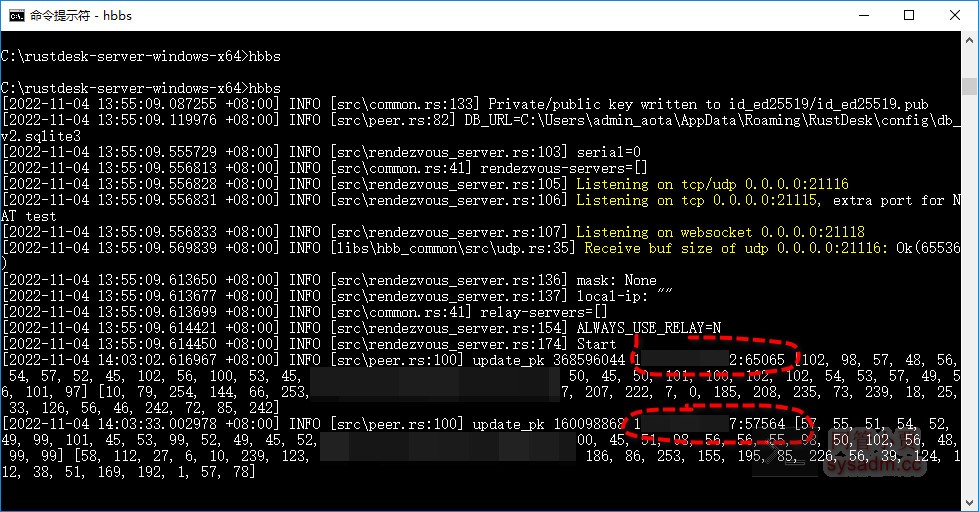 命令提示符 - hbbs
C:\rustdesk-server-windows-x64>hbbs
C:\rustdesk-server-windows-x64>hbbs
[2022-11-04 13:55:09.087255 +08:00] INFO [src\common.rs:133] Private/public key written to id_ed25519/id_ed25519.pub
[2022-11-04 13:55:09.119976 +08:00] INFO [src\peer.rs:82] DB_URL=C:\Users\admin_aota\AppData\Roaming\RustDesk\config\db_
v2.sqlite3
[2022-11-04 13:55:09.555729 +08:00] INFO [src\rendezvous_server.rs:103] serial=0
[2022-11-04 13:55:09.556813 +08:00] INFO [src\common.rs:41] rendezvous-servers=[]
[2022-11-04 13:55:09.556828 +08:00] INFO [src\rendezvous_server.rs:105] Listening on tcp/udp 0.0.0.0:21116
[2022-11-04 13:55:09.556831 +08:00] INFO [src\rendezvous_server.rs:106] Listening on tcp 0.0.0.0:21115, extra port for N
AT test
[2022-11-04 13:55:09.556833 +08:00] INFO [src\rendezvous_server.rs:107] Listening on websocket 0.0.0.0:21118
[2022-11-04 13:55:09.569839 +08:00] INFO [libs\hbb_common\src\udp.rs:35] Receive buf size of udp 0.0.0.0:21116: Ok(65536
)
[2022-11-04 13:55:09.613650 +08:00] INFO [src\rendezvous_server.rs:136] mask: None
[2022-11-04 13:55:09.613677 +08:00] INFO [src\rendezvous_server.rs:137] local-ip: ""
[2022-11-04 13:55:09.613699 +08:00] INFO [src\common.rs:41] relay-servers=[]
[2022-11-04 13:55:09.614421 +08:00] INFO [src\rendezvous_server.rs:154] ALWAYS_USE_RELAY=N
[2022-11-04 13:55:09.614450 +08:00] INFO [src\rendezvous_server.rs:174] Start
[2022-11-04 14:03:02.616967 +08:00] INFO [src\peer.rs:100] update_pk 368596044 1 2:65065 [102, 98, 57, 48, 56,
54, 57, 52, 45, 102, 56, 100, 53, 45, 50, 45, 50, 101, 100, 102, 102, 54, 53, 57, 49, 5
6, 101, 97] [10, 79, 254, 144, 66, 253, 7, 207, 222, 7, 0, 185, 208, 235, 73, 239, 18, 25,
33, 126, 56, 46, 242, 72, 85, 242]
[2022-11-04 14:03:33.002978 +08:00] INFO [src\peer.rs:100] update_pk 160098868 1 7:57564 [57, 55, 51, 54, 52,
49, 99, 101, 45, 53, 99, 52, 49, 45, 52, 00, 45, 51, 98, 56, 56, 55, 98, 50, 102, 56, 48,
99, 99] [58, 112, 27, 6, 10, 239, 123, 186, 86, 253, 155, 195, 85, 226, 56, 39, 124, 1
12, 38, 51, 169, 192, 1, 57, 78]
sysadm.cc